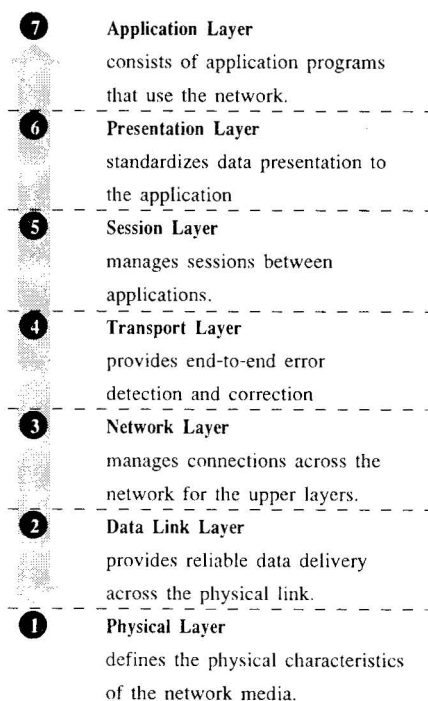 7 Application Layer
consists of application programs
that use the network.
6 Presentation Layer
standardizes data presentation to
the application
5 Session Layer
manages sessions between
applications.
4 Transport Layer
provides end-to-end error
detection and correction
3 Network Layer
manages connections across the
network for the upper layers.
2 Data Link Layer
provides reliable data delivery
across the physical link.
1 Physical Layer
defines the physical characteristics
of the network media.